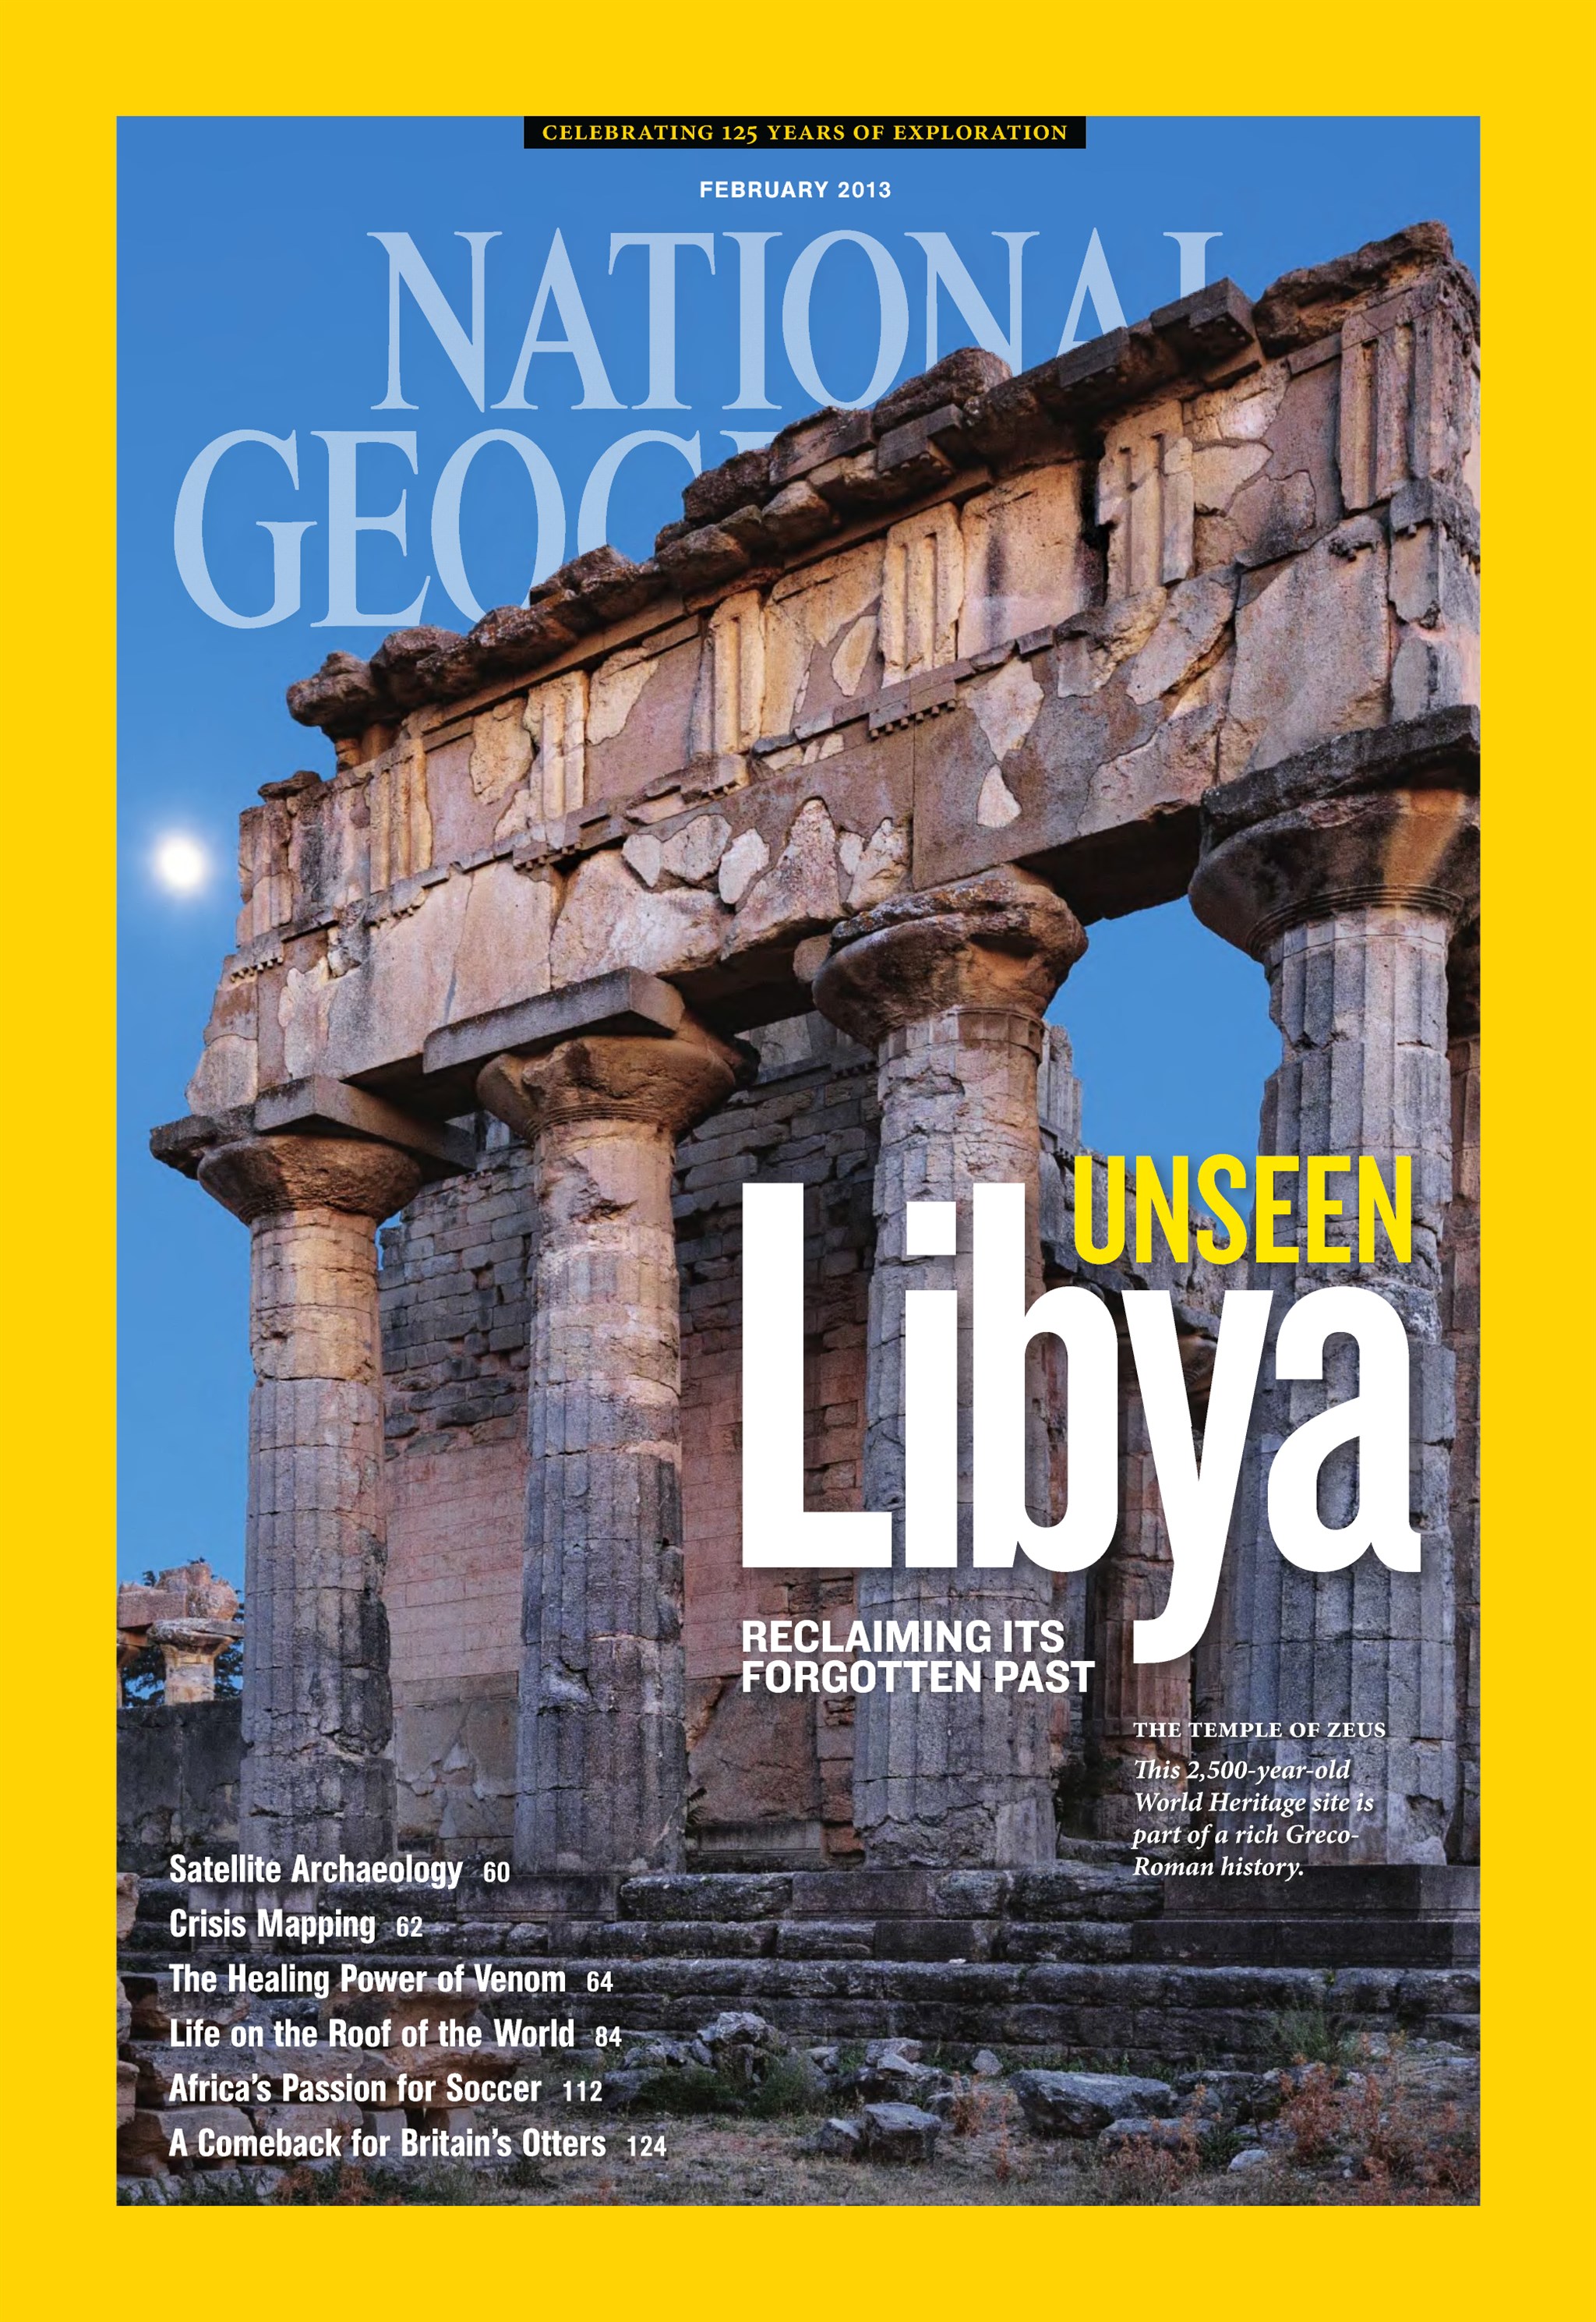 CELEBRATING 125 YEARS OF EXPLORATION
FEBRUARY 2013
NATIONAL
GEOG
UNSEEN
Libya
RECLAIMING ITS
FORGOTTEN PAST
THE TEMPLE OF ZEUS
This 2,500-year-old
World Heritage site is
part of a rich Greco-
Roman history.
Satellite Archaeology 60
Crisis Mapping 62
The Healing Power of Venom 64
Life on the Roof of the World 84
Africa's Passion for Soccer 112
A Comeback for Britain's Otters 124